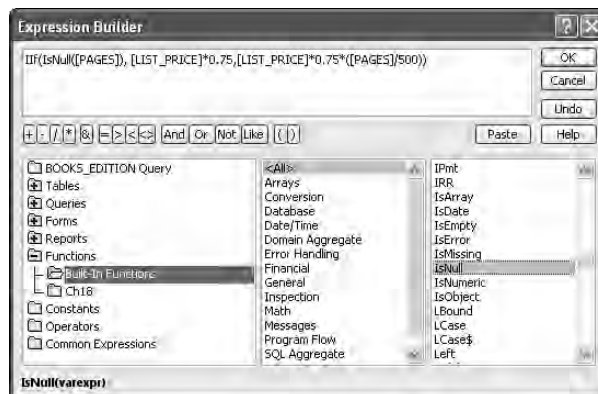 Expression Builder
IIf(IsNull([PAGES]), [LIST_PRICE]*0.75,[LIST_PRICE]*0.75*([PAGES]/500))
OK
Cancel
Undo
+ - / * & = > < <> And Or Not Like ( ) Paste Help
BOOKS_EDITION Query
Tables
Queries
Forms
Reports
Functions
Built-In Functions
Ch18
Constants
Operators
Common Expressions
<All>
Arrays
Conversion
Database
Date/Time
Domain Aggregate
Error Handling
Financial
General
Inspection
Math
Messages
Program Flow
SQL Aggregate
IPmt
IRR
IsArray
IsDate
IsEmpty
IsError
IsMissing
IsNull
IsNumeric
IsObject
LBound
LCase
LCase$
Left
IsNull(varexpr)